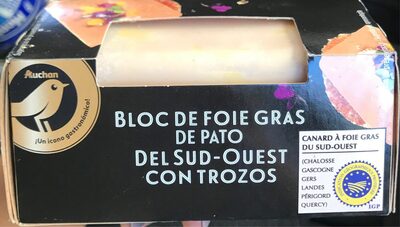 Auchan
¡Un icono gastronómico!
BLOC DE FOIE GRAS
DE PATO
DEL SUD-OUEST
CON TROZOS
CANARD À FOIE GRAS
DU SUD-OUEST
(CHALOSSE
GASCOGNE
GERS
LANDES
PÉRIGORD
QUERCY)
IGP